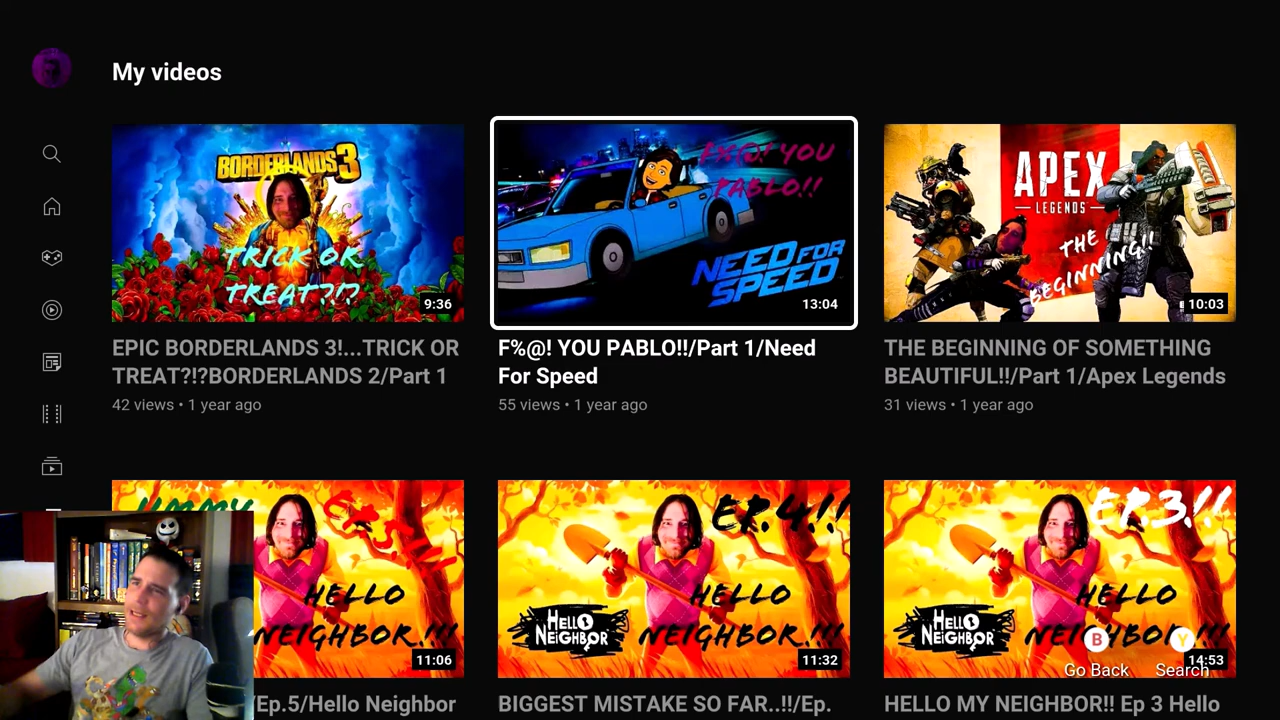 My videos
BORDERLANDS 3
TRICK OR
TREAT?!?
9:36
F%@! YOU
PABLO!!
NEED FOR
SPEED
13:04
APEX
LEGENDS
THE
BEGINNING!!
10:03
EPIC BORDERLANDS 3!...TRICK OR
TREAT?!?BORDERLANDS 2/Part 1
42 views • 1 year ago
F%@! YOU PABLO!!/Part 1/Need
For Speed
55 views • 1 year ago
THE BEGINNING OF SOMETHING
BEAUTIFUL!!/Part 1/Apex Legends
31 views • 1 year ago
HELLO
NEIGHBOR!!!
11:06
EP.4!!
HELLO
NEIGHBOR
HELLO
NEIGHBOR!!!
11:32
EP.3!!
HELLO
NEIGHBOR
HELLO
NEIGHBOR!!!
14:53
B
Y
Go Back
Search
/Ep.5/Hello Neighbor
BIGGEST MISTAKE SO FAR..!!/Ep.
HELLO MY NEIGHBOR!! Ep 3 Hello